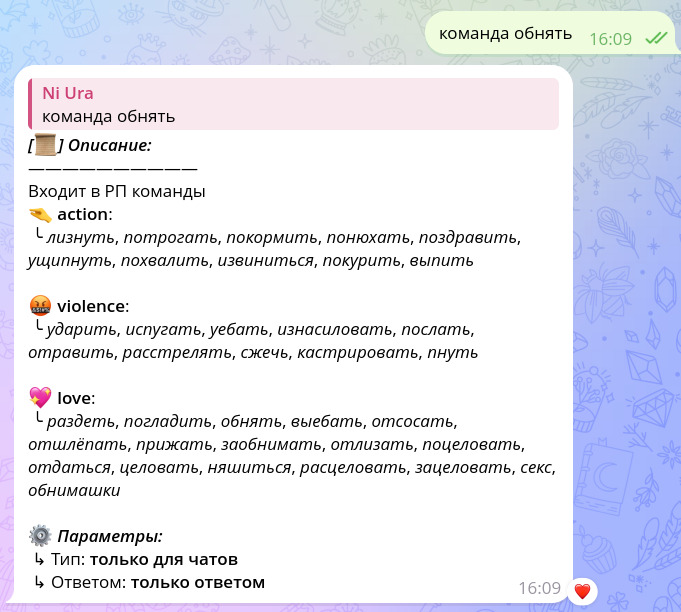 команда обнять 16:09
Ni Ura
команда обнять
[📜] Описание:
——————————
Входит в РП команды
🫳 action:
╰ лизнуть, потрогать, покормить, понюхать, поздравить,
ущипнуть, похвалить, извиниться, покурить, выпить
🤬 violence:
╰ ударить, испугать, уебать, изнасиловать, послать,
отравить, расстрелять, сжечь, кастрировать, пнуть
💖 love:
╰ раздеть, погладить, обнять, выебать, отсосать,
отшлёпать, прижать, заобнимать, отлизать, поцеловать,
отдаться, целовать, няшиться, расцеловать, зацеловать, секс,
обнимашки
⚙️ Параметры:
↳ Тип: только для чатов
↳ Ответом: только ответом
16:09